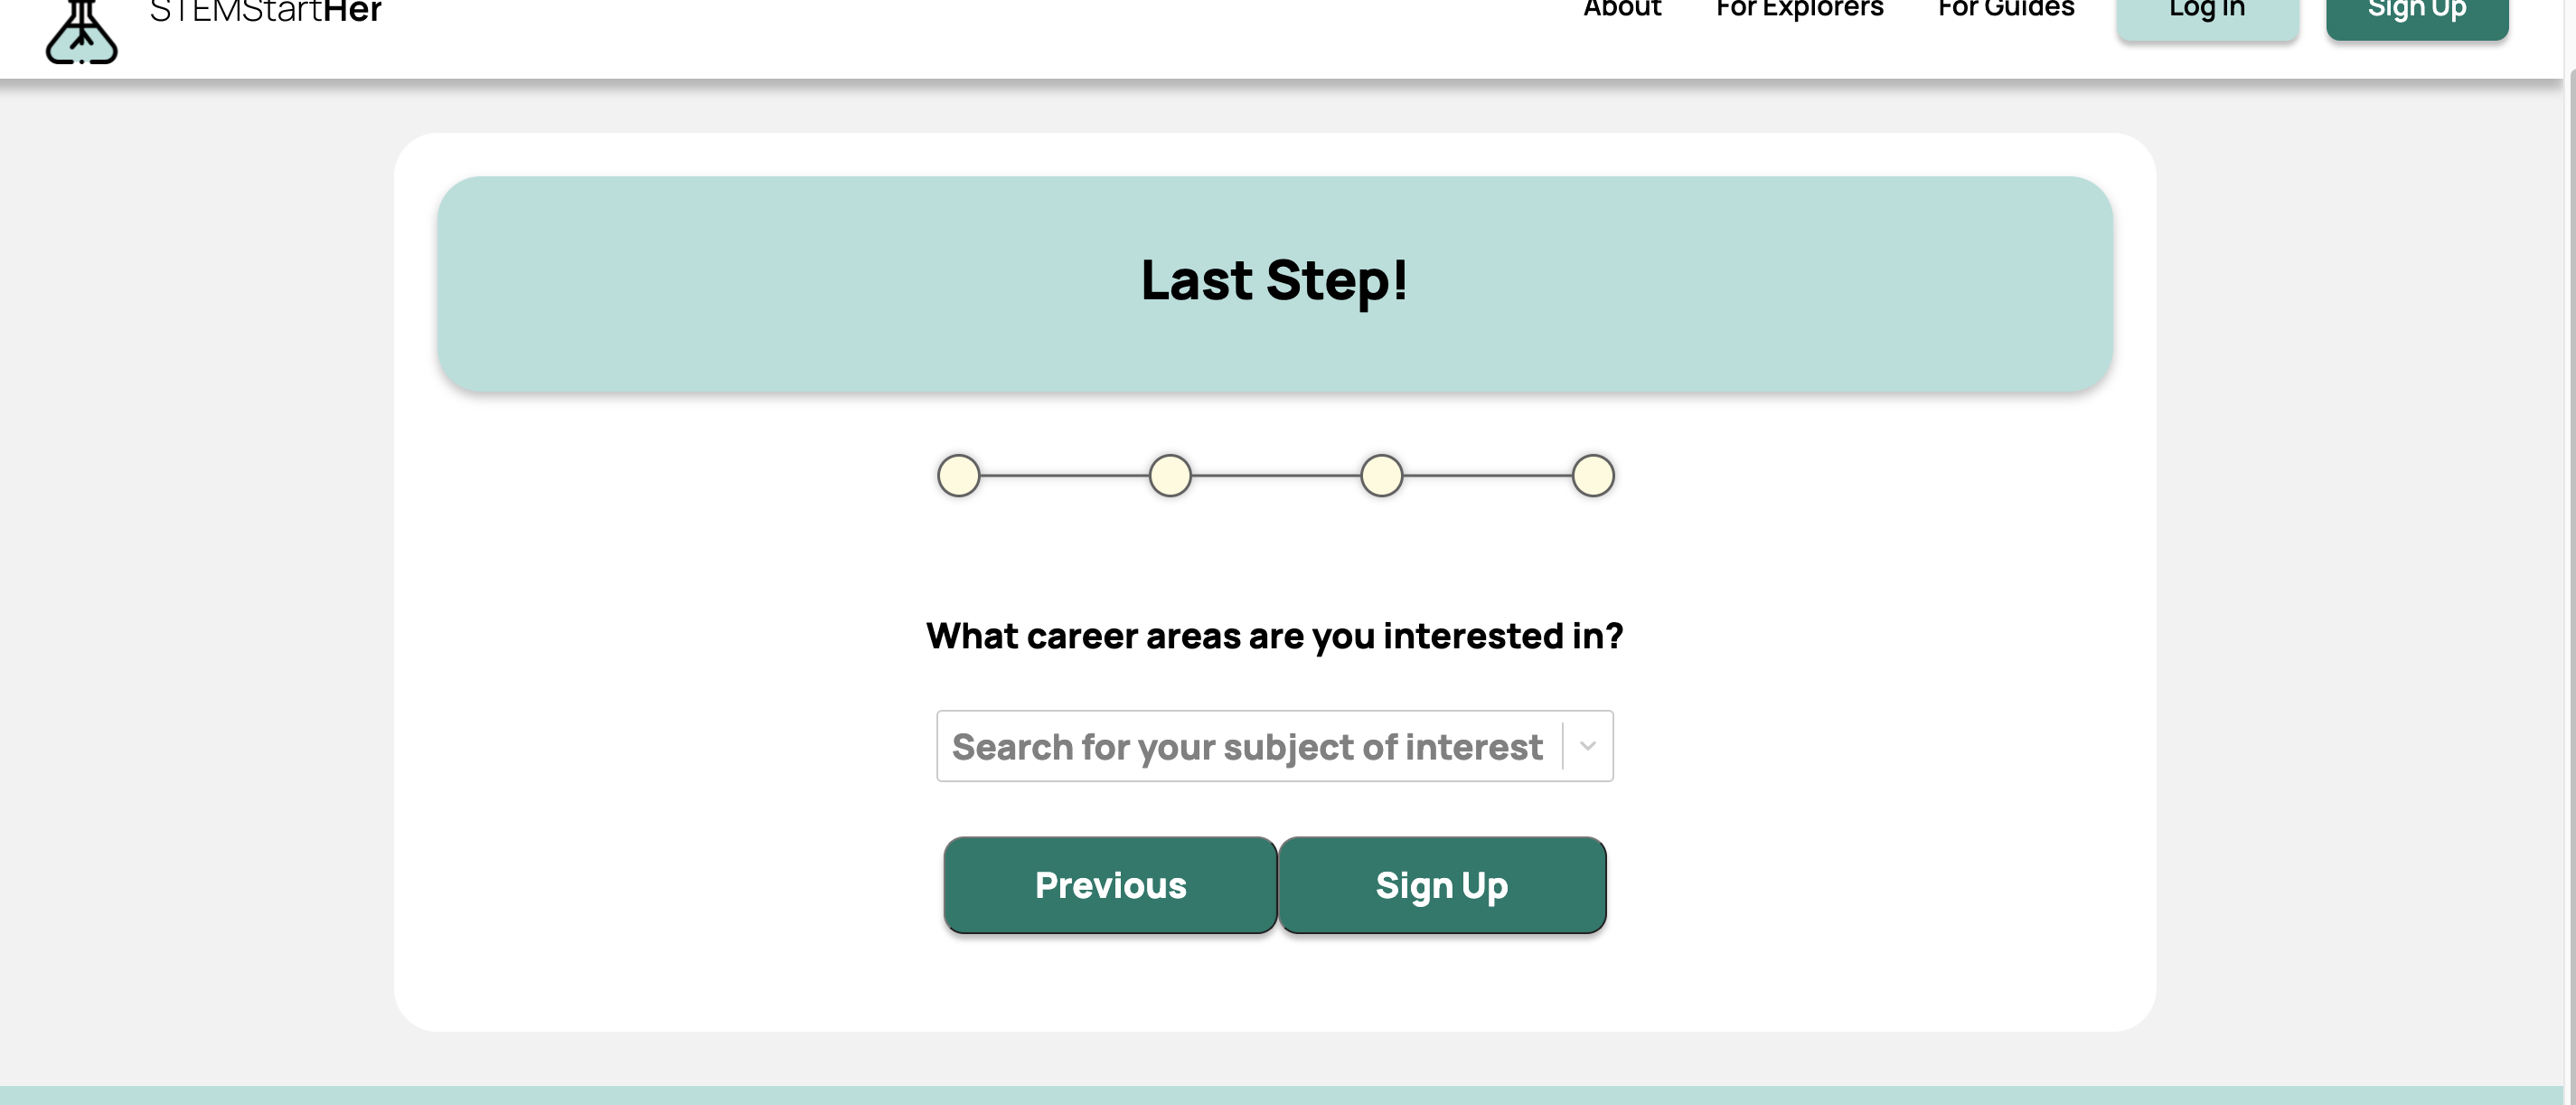 STEMStartHer
About For Explorers For Guides Log In Sign Up
Last Step!
What career areas are you interested in?
Search for your subject of interest
Previous Sign Up